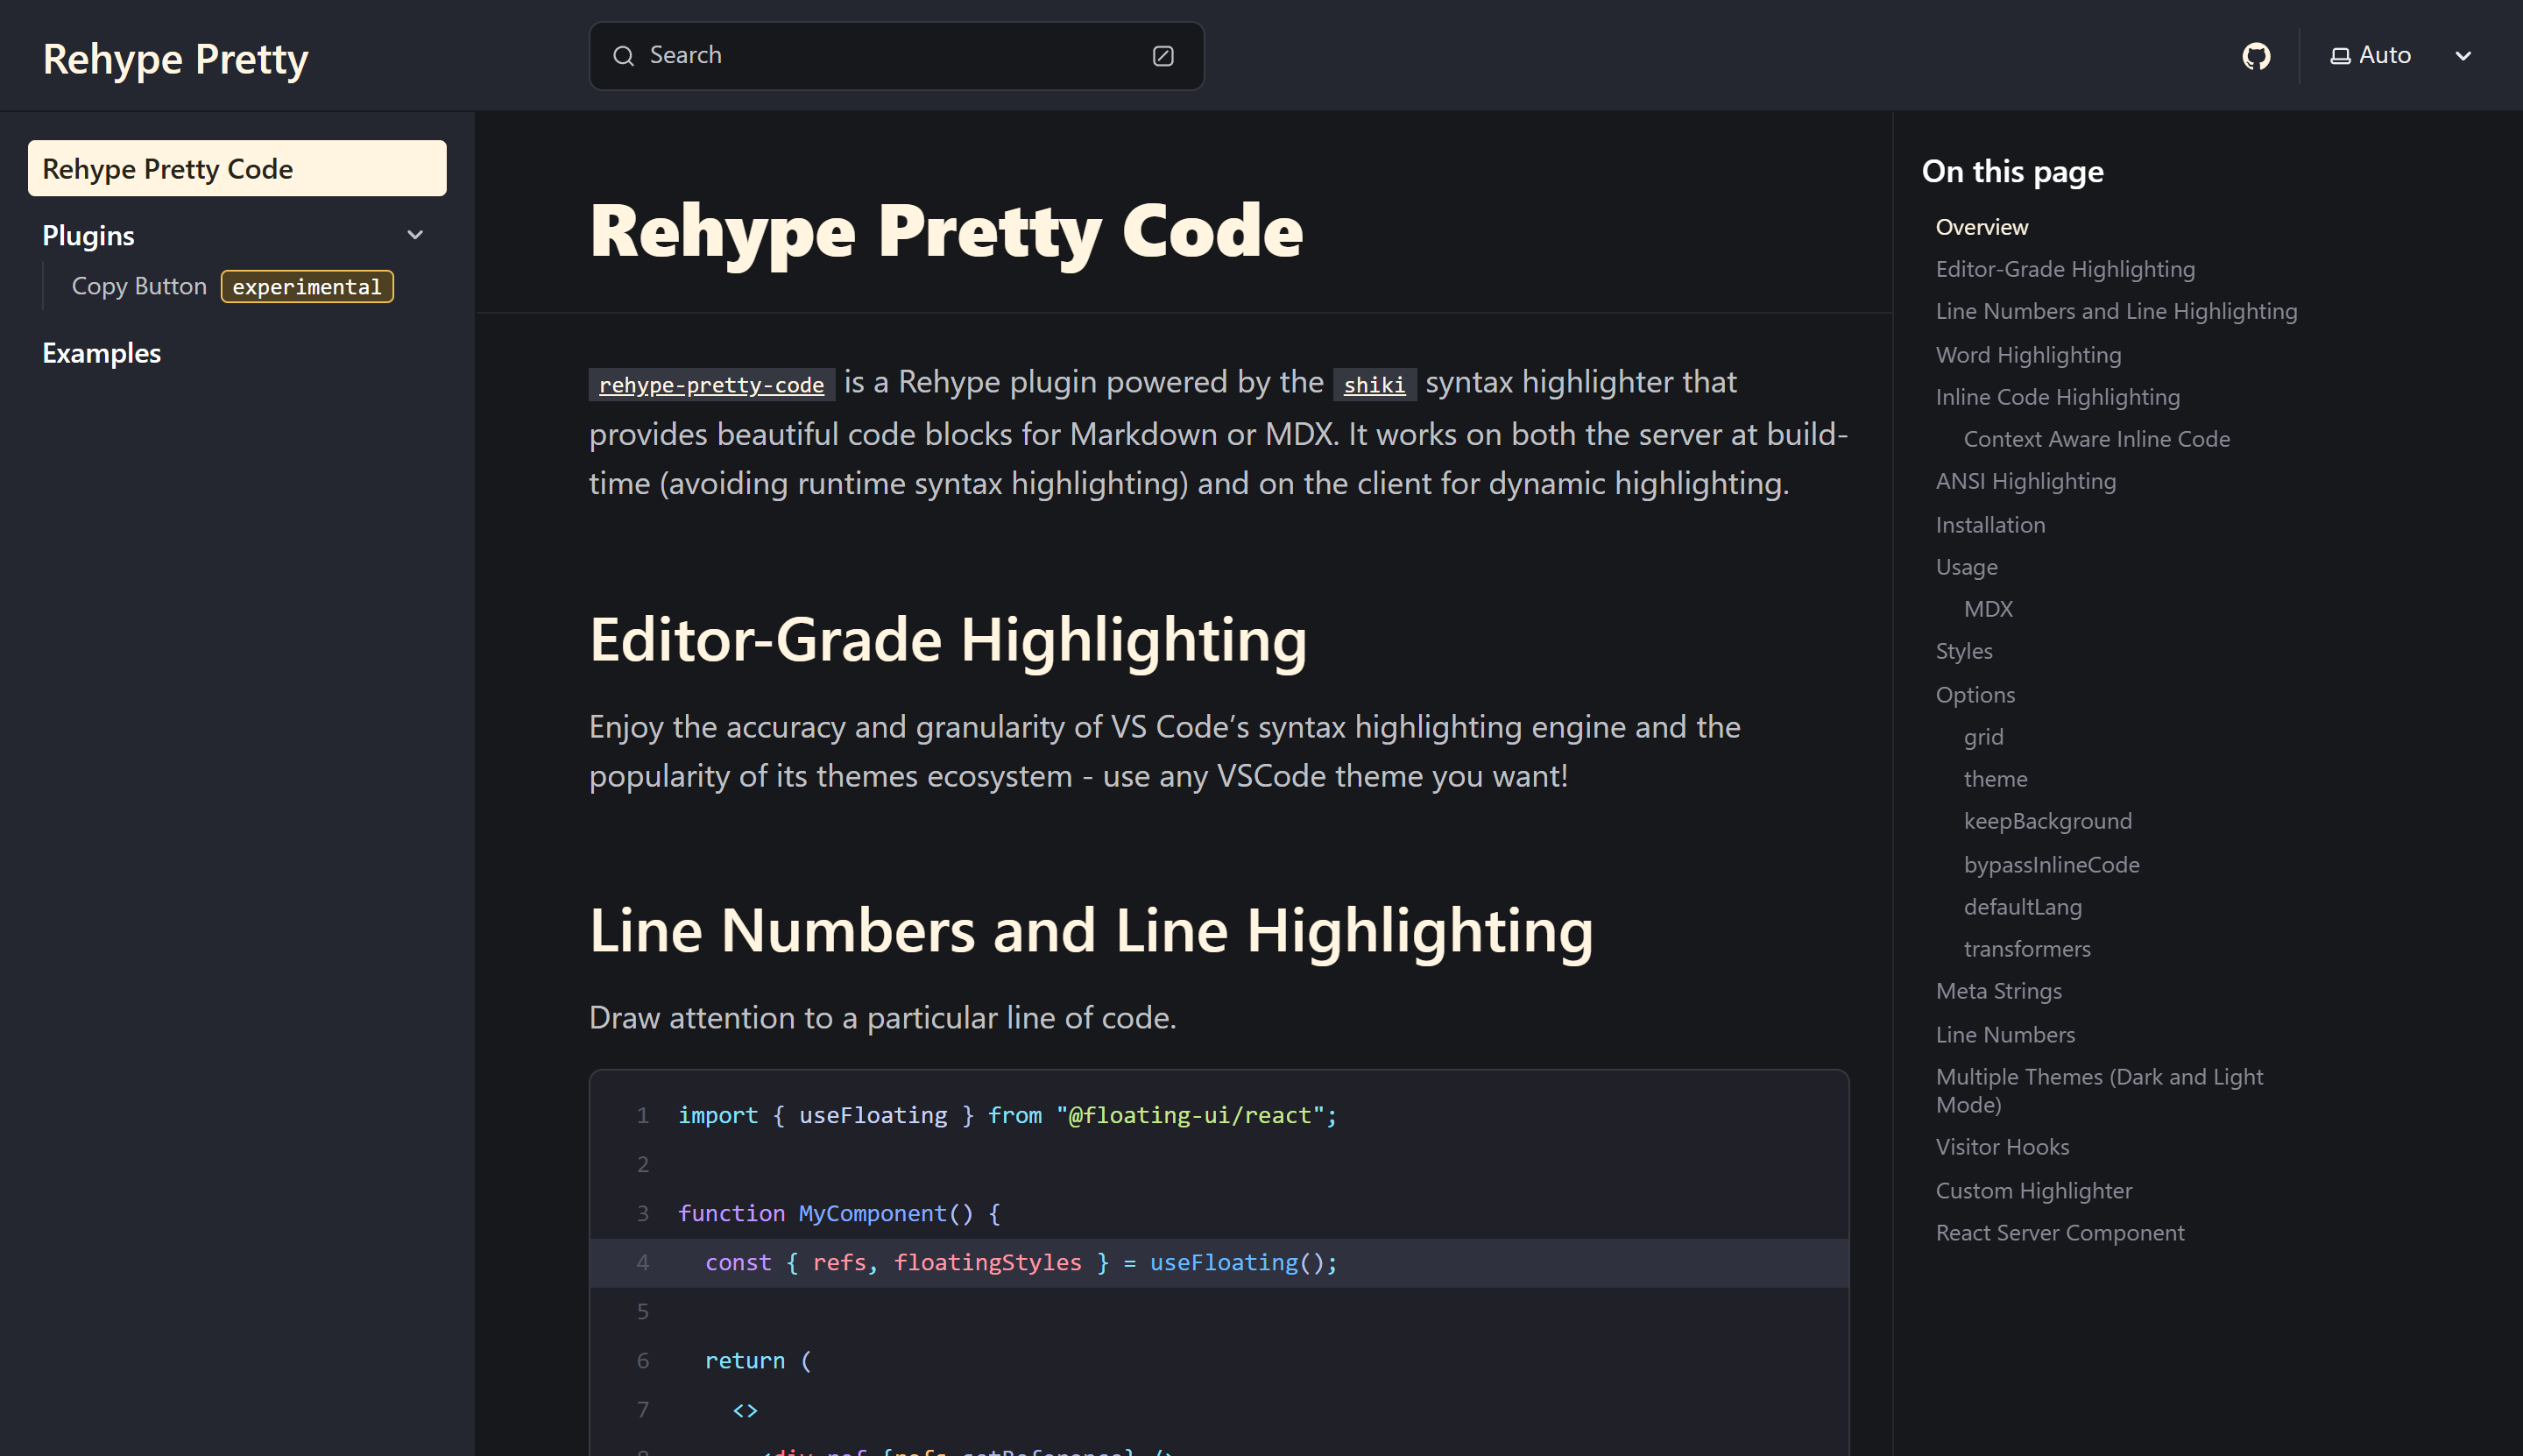 Rehype Pretty
Search
Auto
Rehype Pretty Code
Plugins
Copy Button experimental
Examples
Rehype Pretty Code
rehype-pretty-code is a Rehype plugin powered by the shiki syntax highlighter that
provides beautiful code blocks for Markdown or MDX. It works on both the server at build-
time (avoiding runtime syntax highlighting) and on the client for dynamic highlighting.
Editor-Grade Highlighting
Enjoy the accuracy and granularity of VS Code’s syntax highlighting engine and the
popularity of its themes ecosystem - use any VSCode theme you want!
Line Numbers and Line Highlighting
Draw attention to a particular line of code.
1 import { useFloating } from "@floating-ui/react";
2
3 function MyComponent() {
4 const { refs, floatingStyles } = useFloating();
5
6 return (
7 <>
8 <div ref={refs.setReference} />
On this page
Overview
Editor-Grade Highlighting
Line Numbers and Line Highlighting
Word Highlighting
Inline Code Highlighting
Context Aware Inline Code
ANSI Highlighting
Installation
Usage
MDX
Styles
Options
grid
theme
keepBackground
bypassInlineCode
defaultLang
transformers
Meta Strings
Line Numbers
Multiple Themes (Dark and Light
Mode)
Visitor Hooks
Custom Highlighter
React Server Component